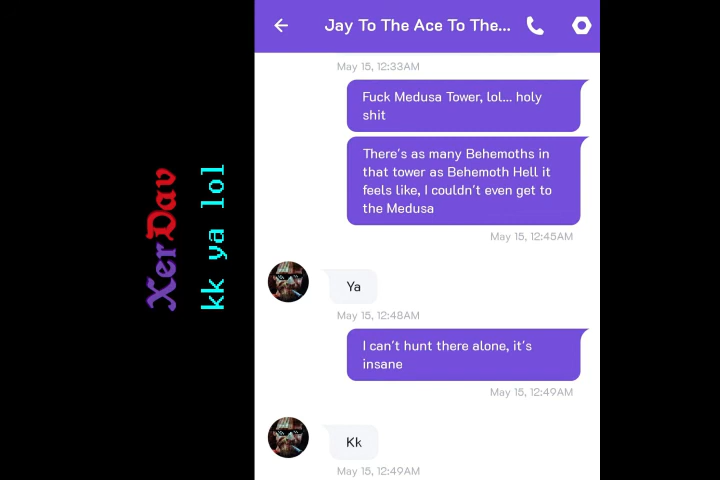 XerDav
kk ya lol
Jay To The Ace To The...
May 15, 12:33AM
Fuck Medusa Tower, lol... holy
shit
There's as many Behemoths in
that tower as Behemoth Hell it
feels like, I couldn't even get to
the Medusa
May 15, 12:45AM
Ya
May 15, 12:48AM
I can't hunt there alone, it's
insane
May 15, 12:49AM
Kk
May 15, 12:49AM